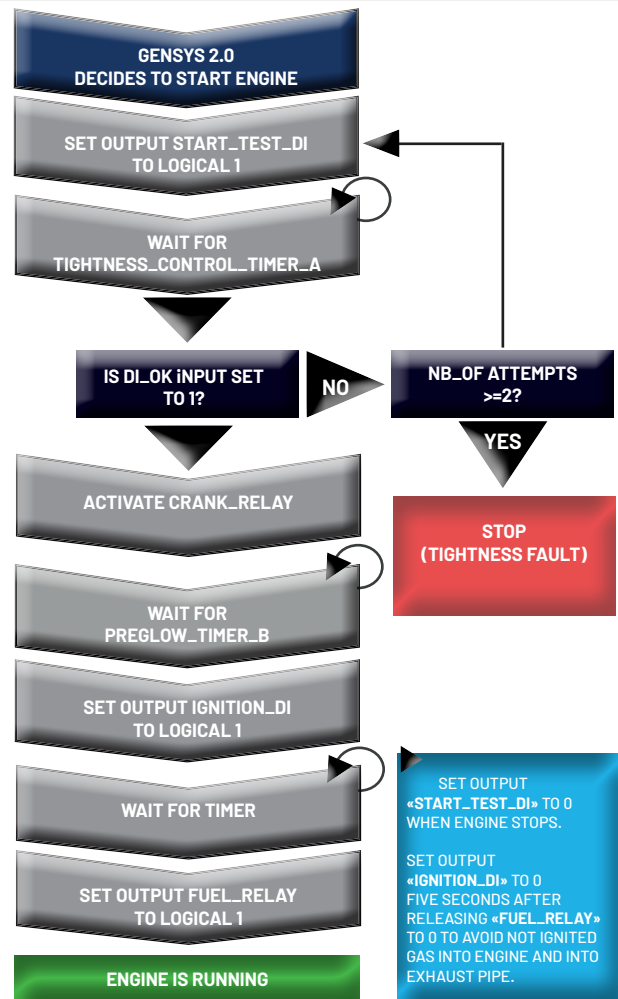 GENSYS 2.0
DECIDES TO START ENGINE
SET OUTPUT START_TEST_DI
TO LOGICAL 1
WAIT FOR
TIGHTNESS_CONTROL_TIMER_A
IS DI_OK iNPUT SET
TO 1?
NO
NB_OF ATTEMPTS
>=2?
YES
STOP
(TIGHTNESS FAULT)
ACTIVATE CRANK_RELAY
WAIT FOR
PREGLOW_TIMER_B
SET OUTPUT IGNITION_DI
TO LOGICAL 1
WAIT FOR TIMER
SET OUTPUT FUEL_RELAY
TO LOGICAL 1
ENGINE IS RUNNING
SET OUTPUT
«START_TEST_DI» TO 0
WHEN ENGINE STOPS.
SET OUTPUT
«IGNITION_DI» TO 0
FIVE SECONDS AFTER
RELEASING «FUEL_RELAY»
TO 0 TO AVOID NOT IGNITED
GAS INTO ENGINE AND INTO
EXHAUST PIPE.